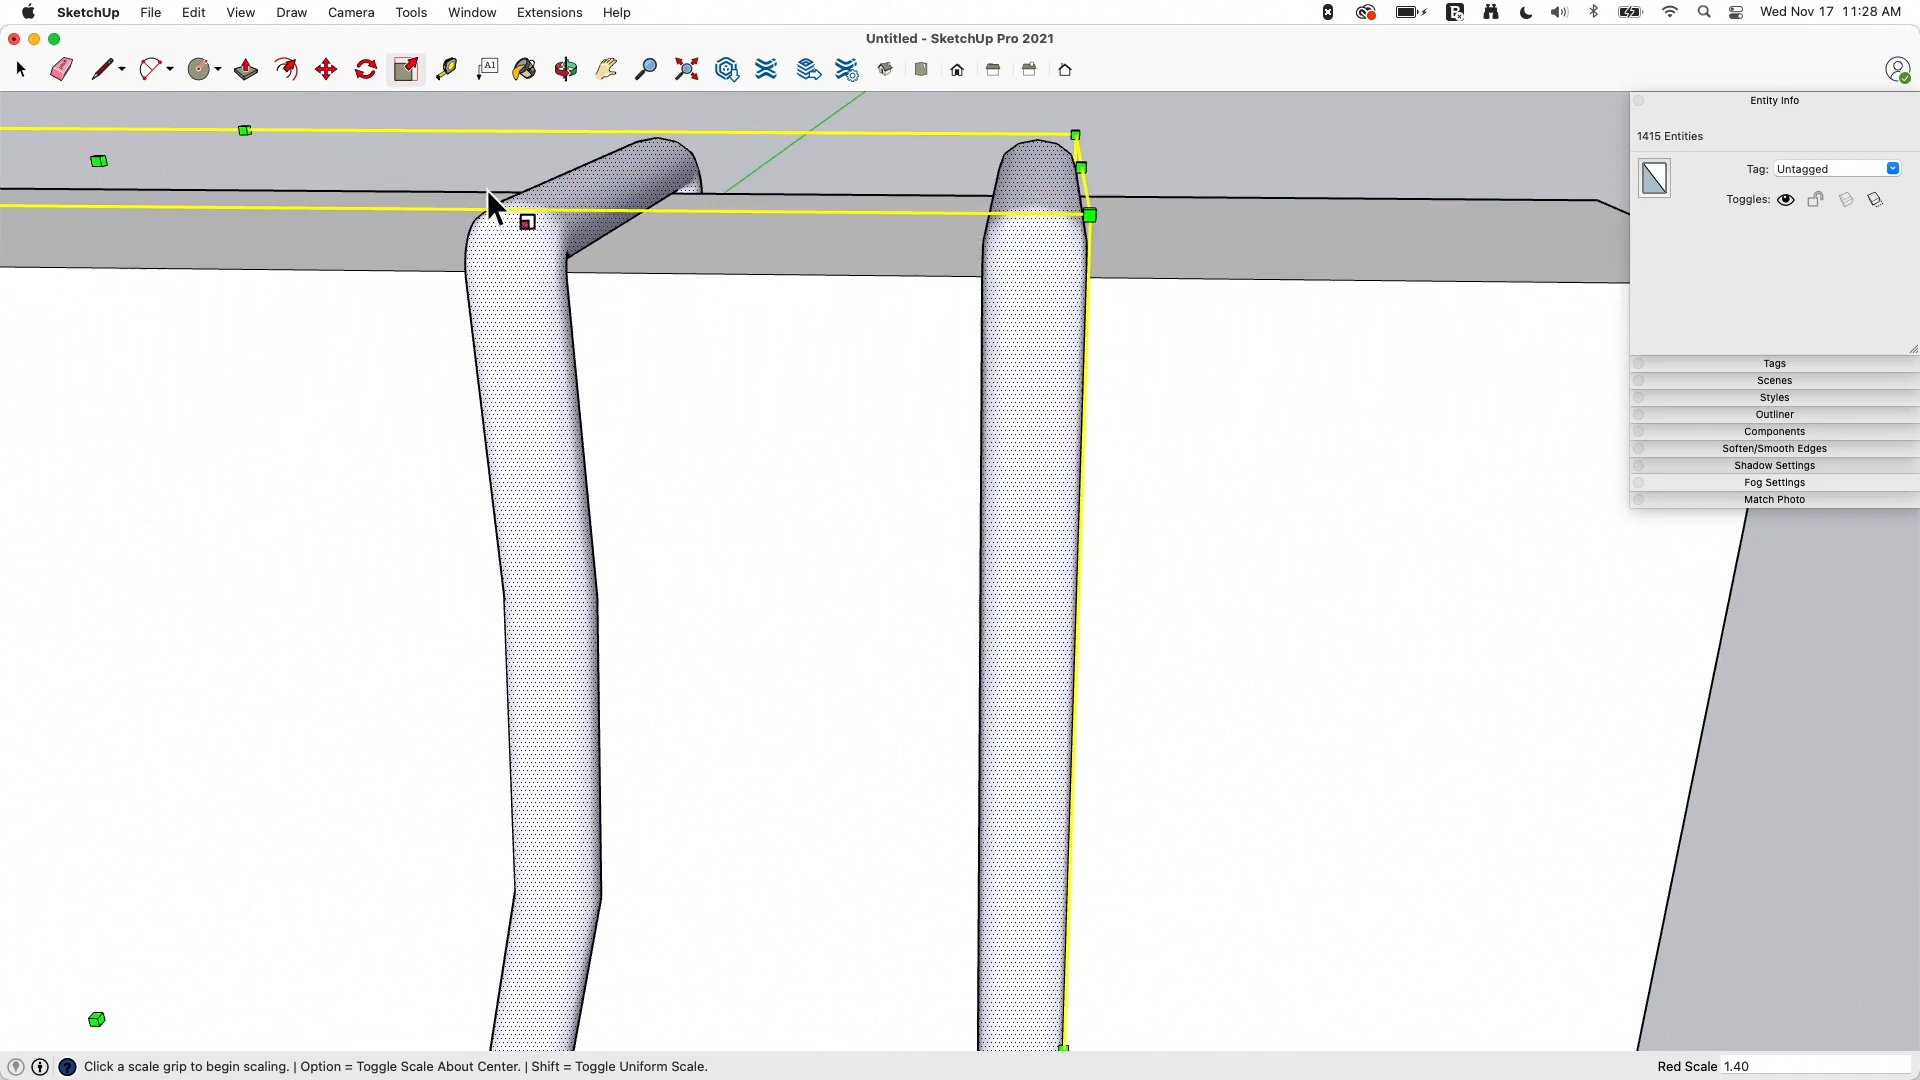 SketchUp File Edit View Draw Camera Tools Window Extensions Help
Wed Nov 17 11:28 AM
Untitled - SketchUp Pro 2021
A1
Entity Info
1415 Entities
Tag: Untagged
Toggles:
Tags
Scenes
Styles
Outliner
Components
Soften/Smooth Edges
Shadow Settings
Fog Settings
Match Photo
Click a scale grip to begin scaling. | Option = Toggle Scale About Center. | Shift = Toggle Uniform Scale.
Red Scale 1.40